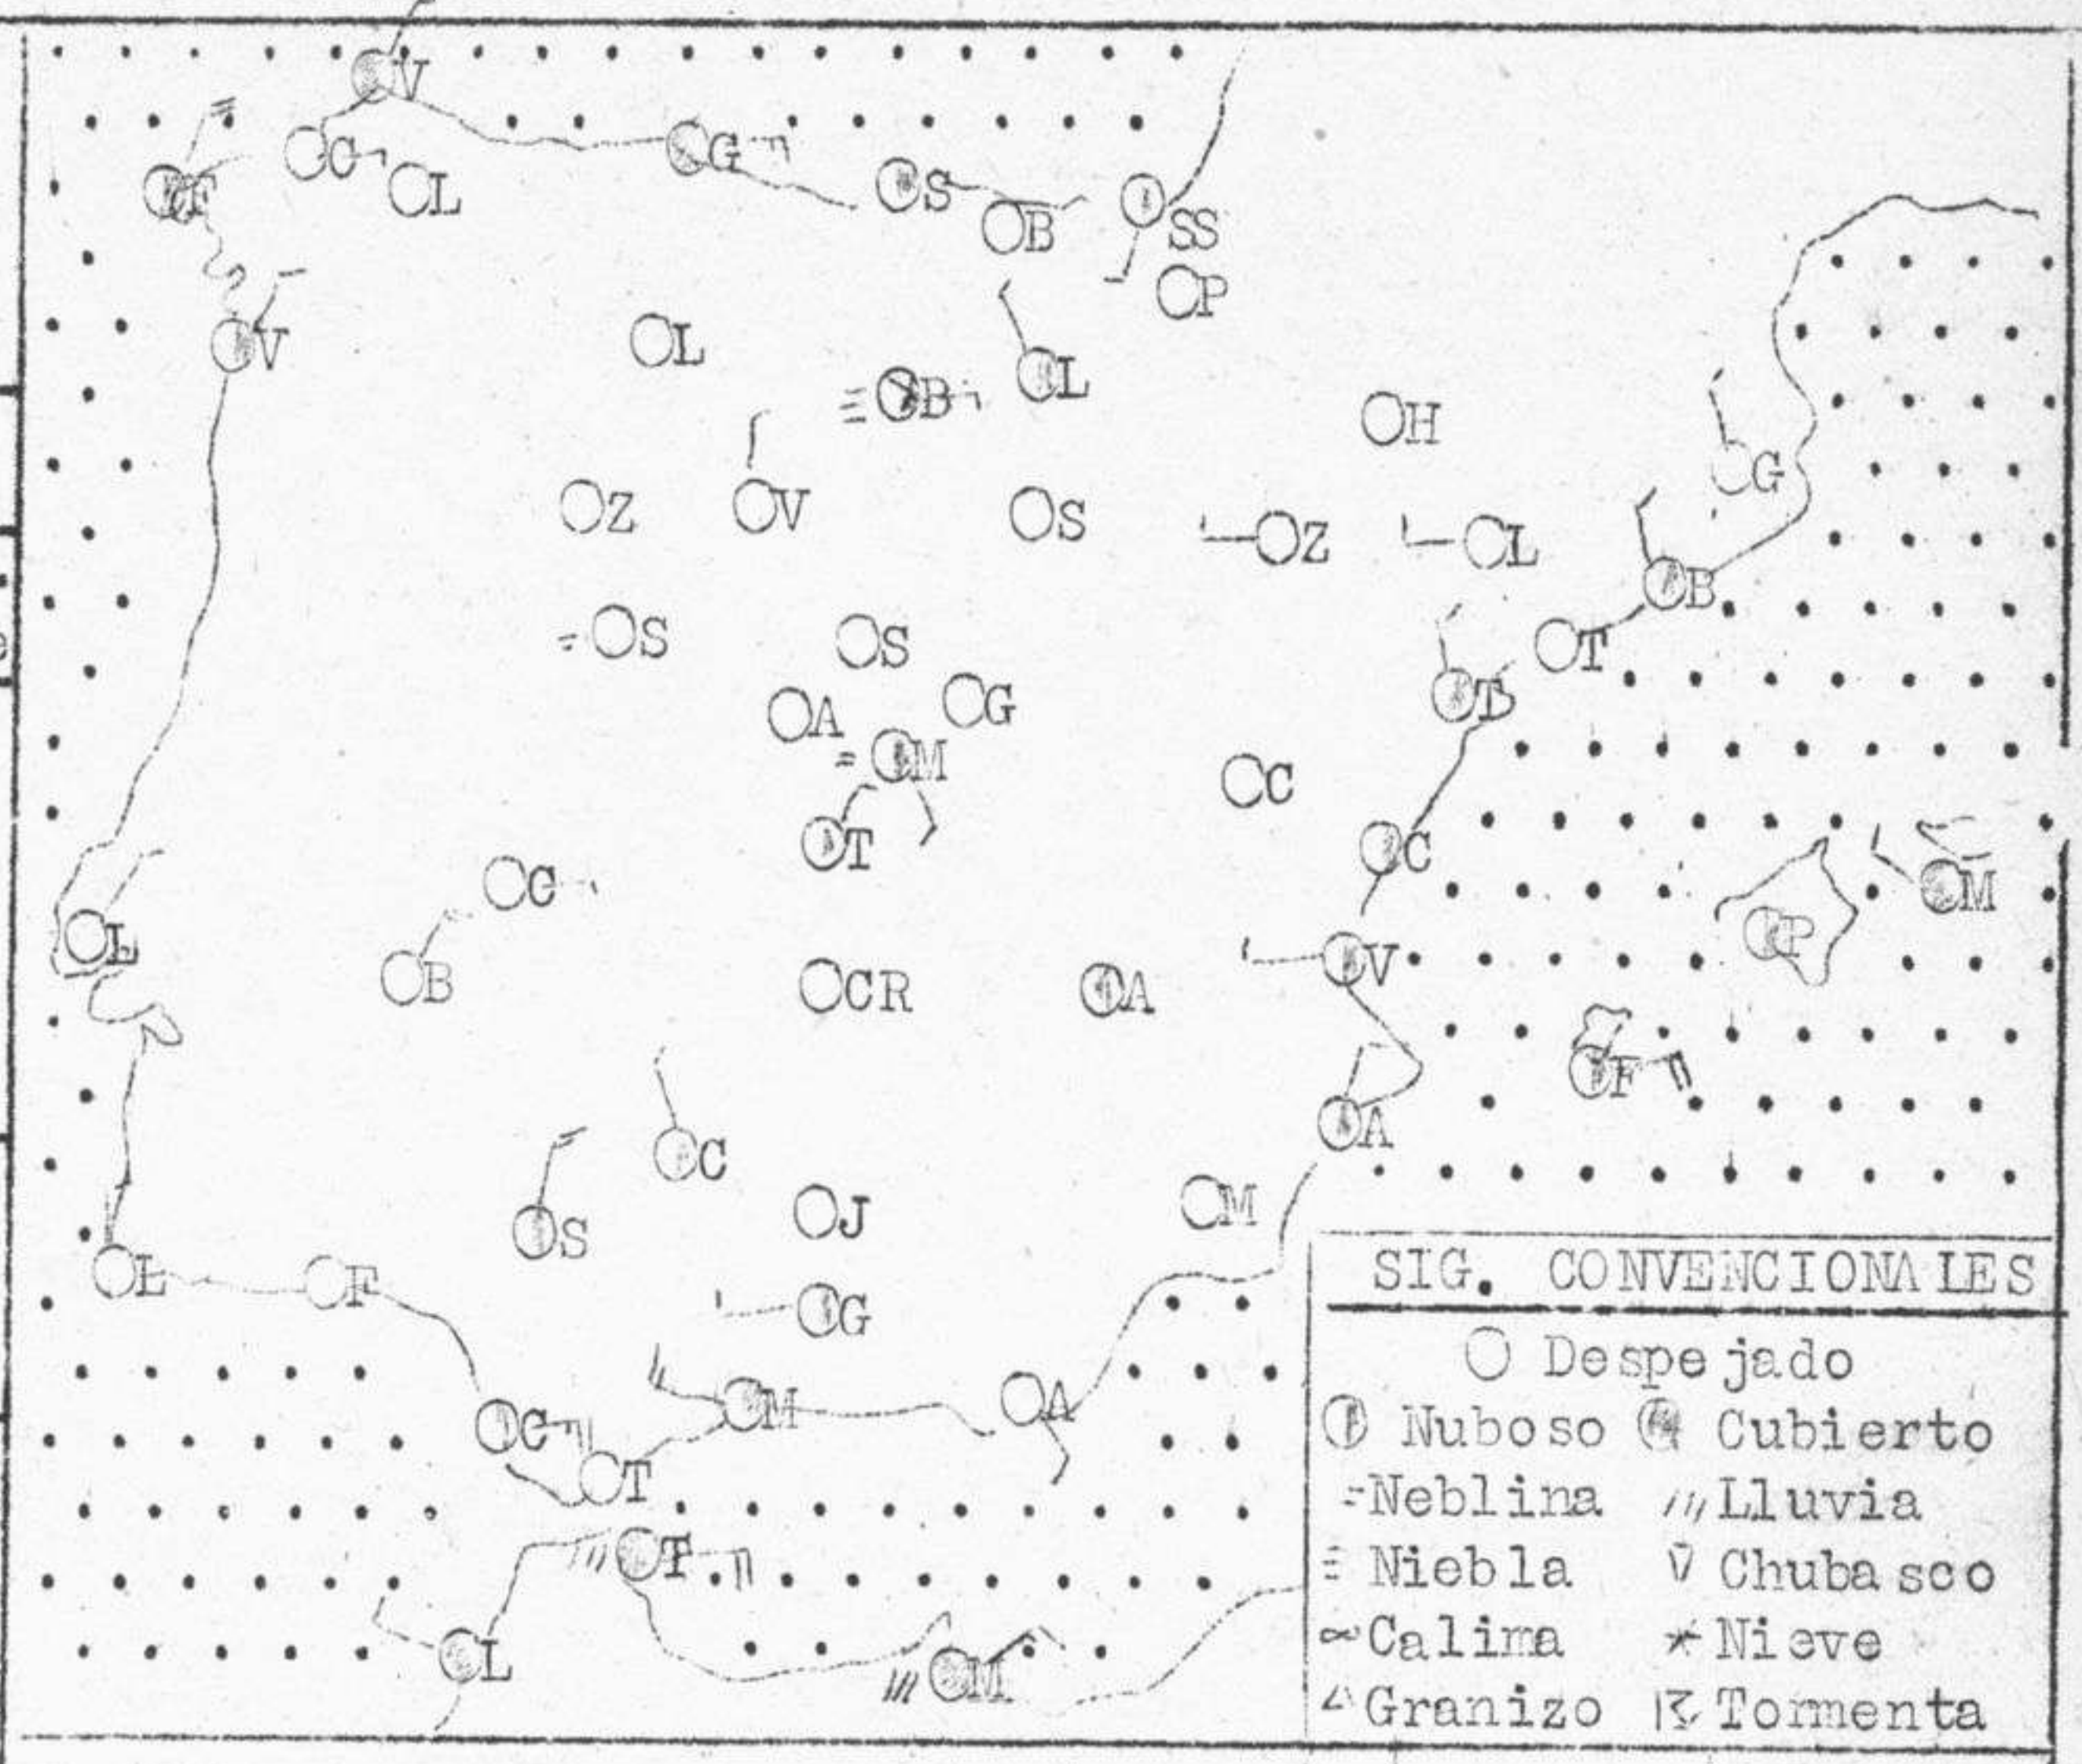 V
C
L
F
G
S
B
SS
P
V
L
B
L
H
G
Z
V
S
Z
L
B
S
S
T
A
G
T
M
C
T
C
C
M
L
B
CR
A
V
P
F
A
C
S
J
M
L
F
G
M
A
C
T
T
L
M
SIG. CONVENCIONALES
Despejado
Nuboso Cubierto
Neblina Lluvia
Niebla Chubasco
Calima Nieve
Granizo Tormenta